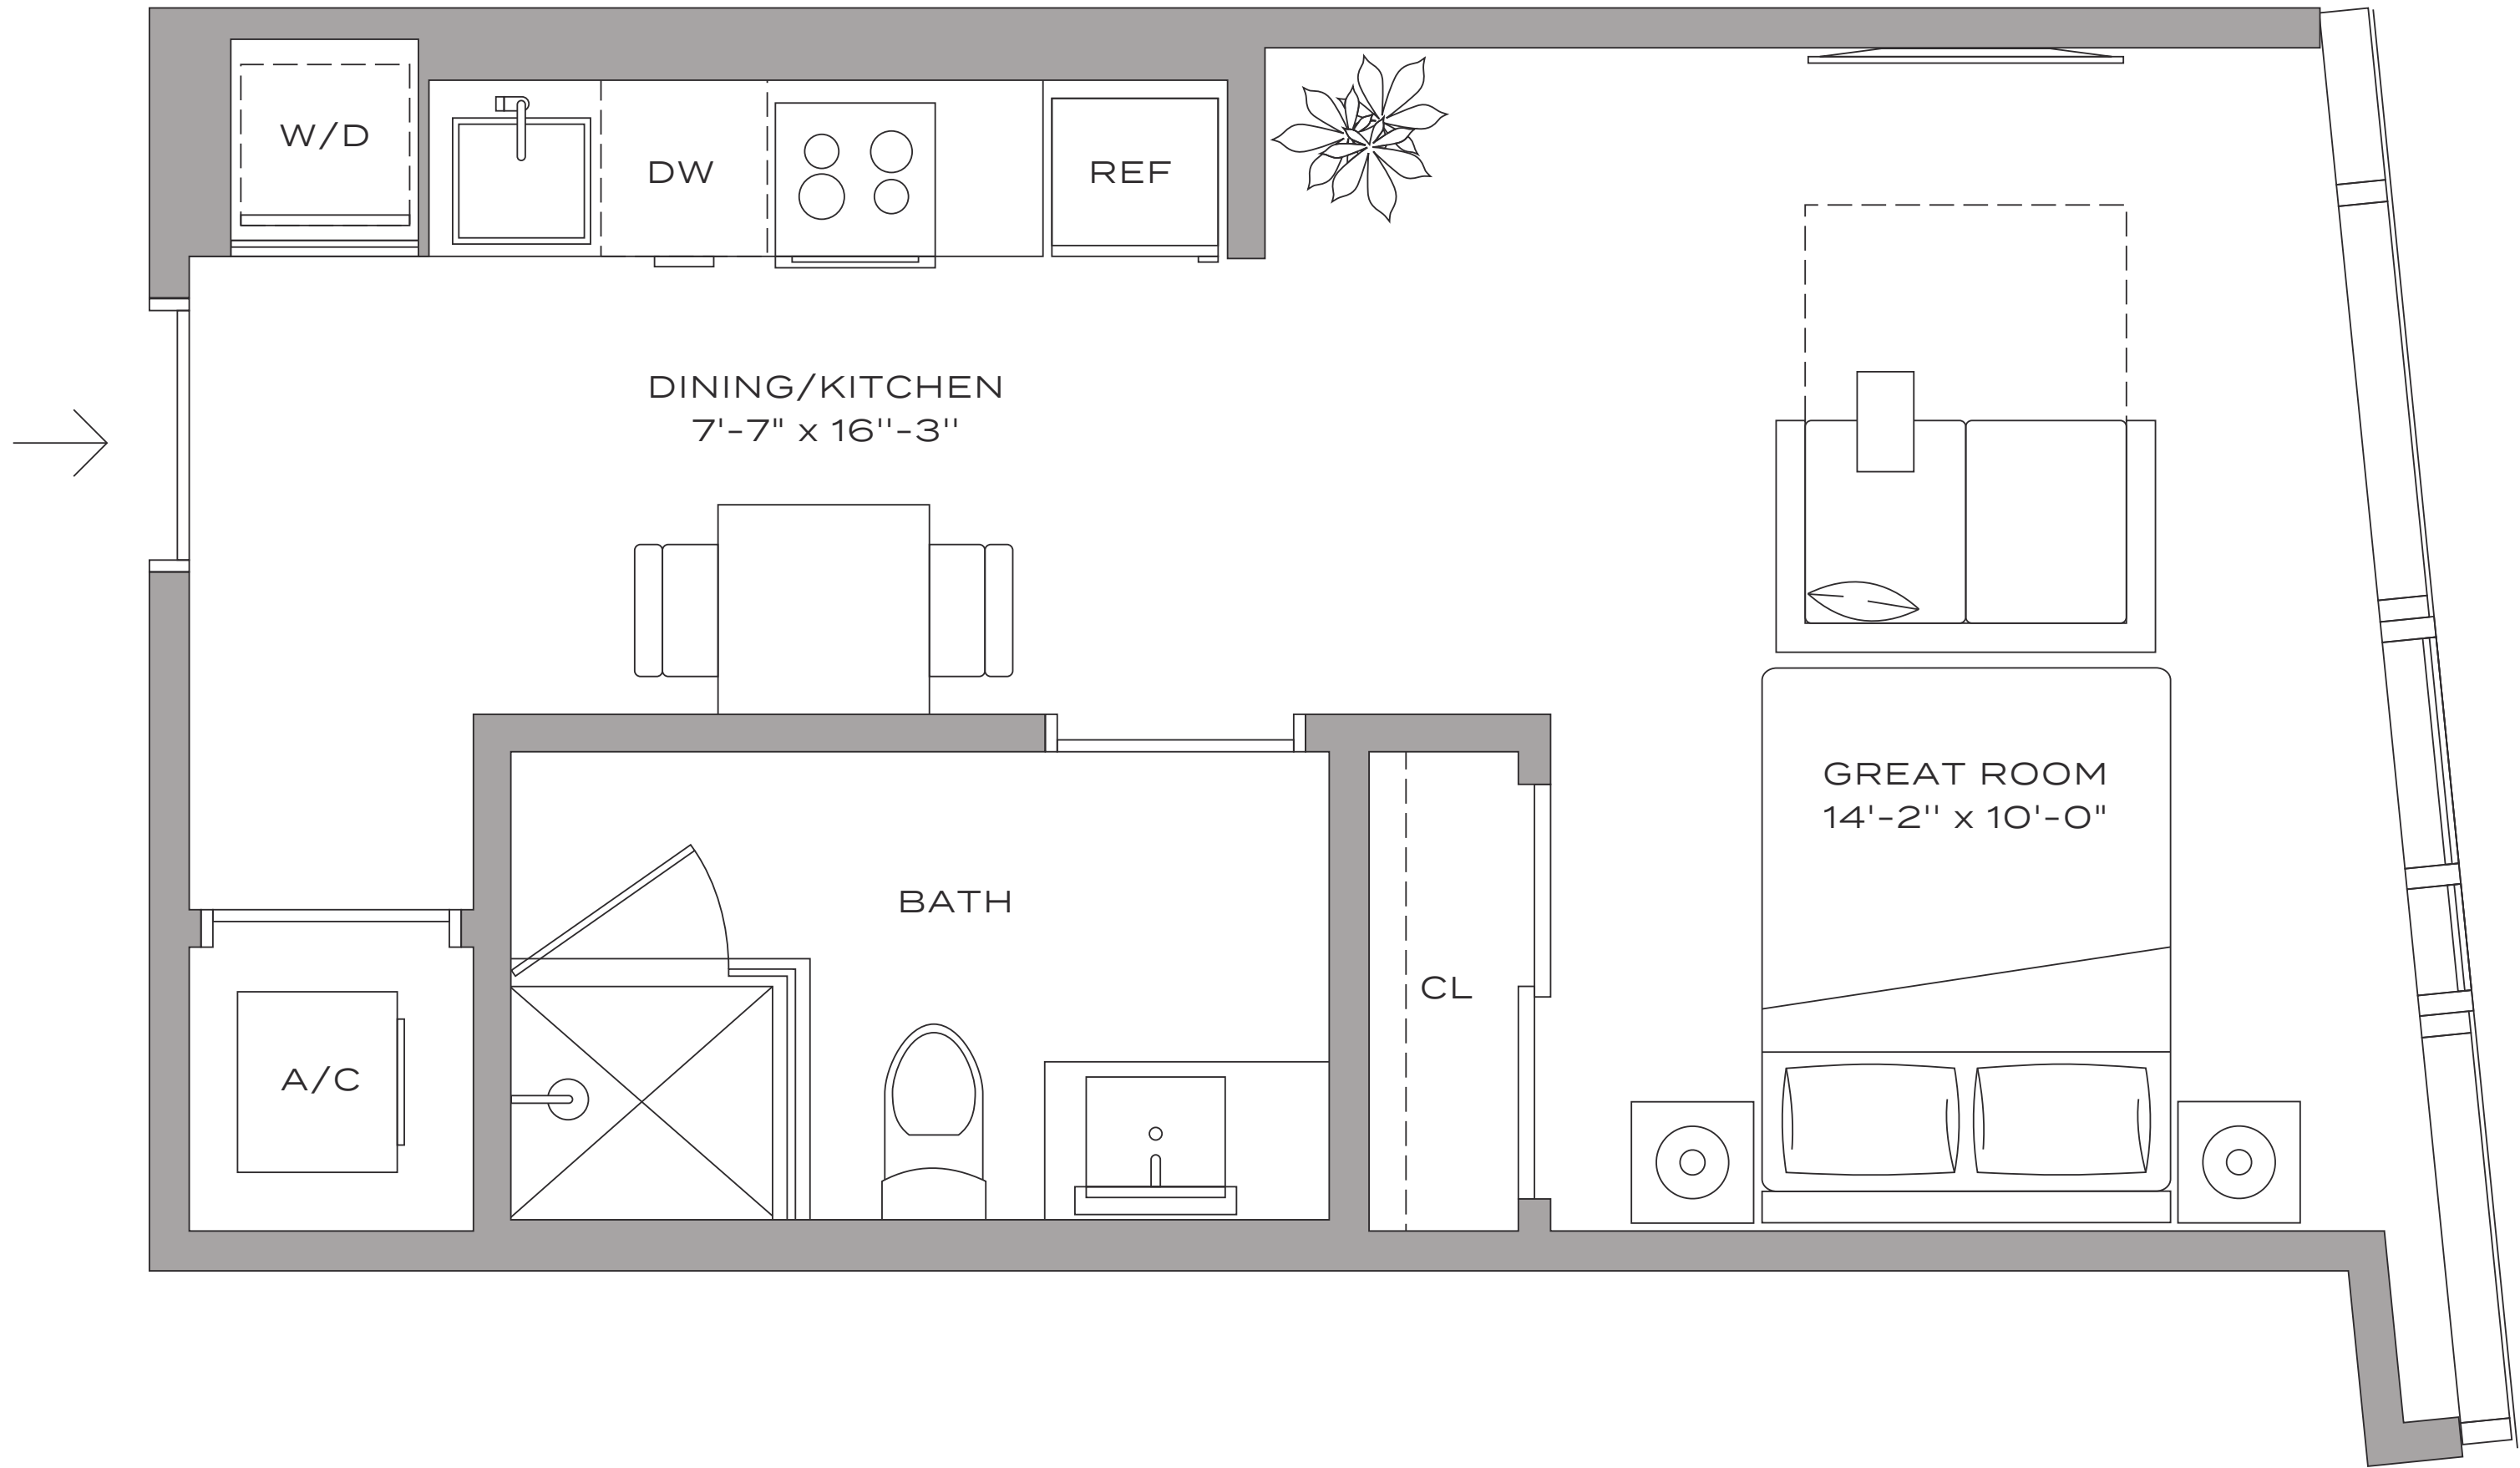 W/D
DW
REF
DINING/KITCHEN
7'-7" x 16''-3''
GREAT ROOM
14'-2'' x 10'-0"
BATH
CL
A/C